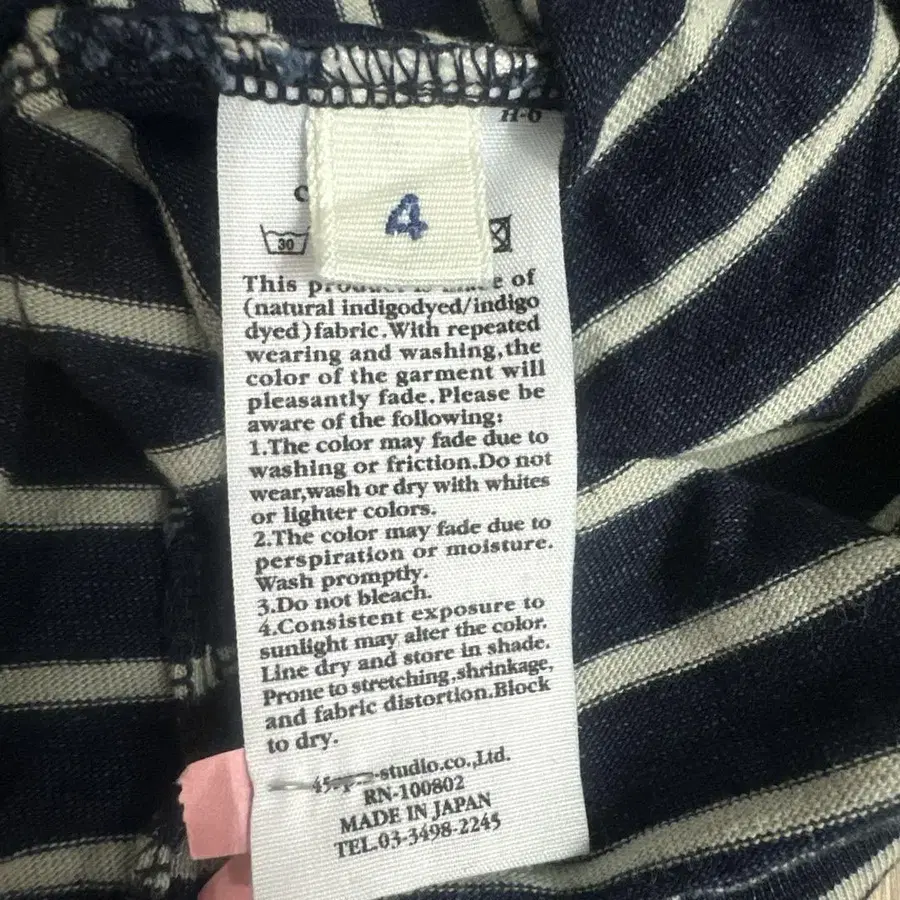 H-6
4
30
This product is made of
(natural indigodyed/indigo
dyed)fabric.With repeated
wearing and washing,the
color of the garment will
pleasantly fade.Please be
aware of the following:
1.The color may fade due to
washing or friction.Do not
wear,wash or dry with whites
or lighter colors.
2.The color may fade due to
perspiration or moisture.
Wash promptly.
3.Do not bleach.
4.Consistent exposure to
sunlight may alter the color.
Line dry and store in shade.
Prone to stretching,shrinkage,
and fabric distortion.Block
to dry.
-studio.co.,Ltd.
RN-100802
MADE IN JAPAN
TEL.03-3498-2245